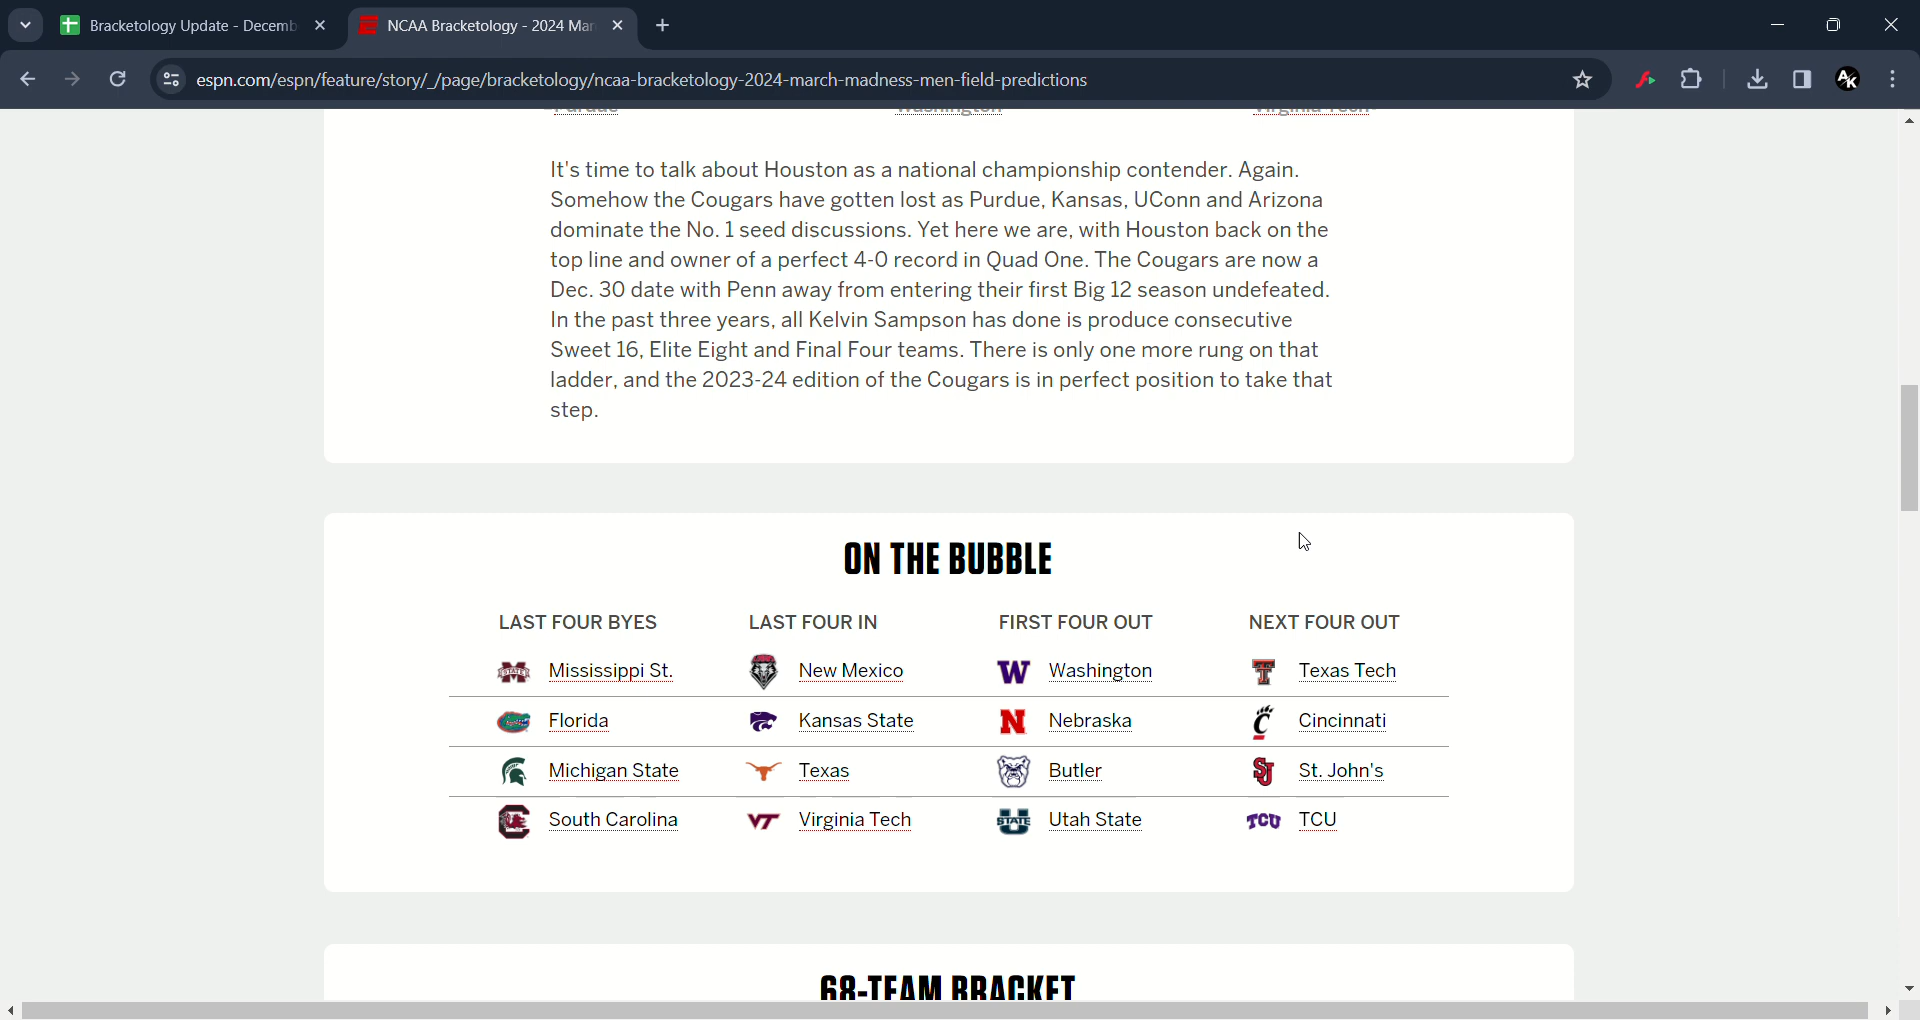 Bracketology Update - Decemb
NCAA Bracketology - 2024 Mar
espn.com/espn/feature/story/_/page/bracketology/ncaa-bracketology-2024-march-madness-men-field-predictions
AK
Purdue Washington Virginia Tech
It's time to talk about Houston as a national championship contender. Again.
Somehow the Cougars have gotten lost as Purdue, Kansas, UConn and Arizona
dominate the No. 1 seed discussions. Yet here we are, with Houston back on the
top line and owner of a perfect 4-0 record in Quad One. The Cougars are now a
Dec. 30 date with Penn away from entering their first Big 12 season undefeated.
In the past three years, all Kelvin Sampson has done is produce consecutive
Sweet 16, Elite Eight and Final Four teams. There is only one more rung on that
ladder, and the 2023-24 edition of the Cougars is in perfect position to take that
step.
ON THE BUBBLE
LAST FOUR BYES LAST FOUR IN FIRST FOUR OUT NEXT FOUR OUT
Mississippi St. New Mexico Washington Texas Tech
Florida Kansas State Nebraska Cincinnati
Michigan State Texas Butler St. John's
South Carolina Virginia Tech Utah State TCU
68-TEAM BRACKET